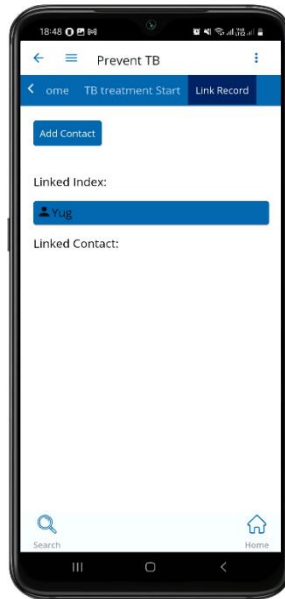 18:48
Prevent TB
ome TB treatment Start Link Record
Add Contact
Linked Index:
Yug
Linked Contact:
Search Home